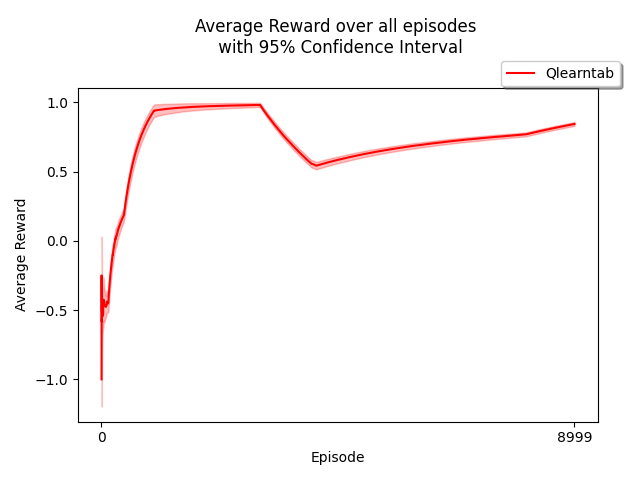 Average Reward over all episodes
with 95% Confidence Interval
Qlearntab
1.0
0.5
0.0
−0.5
−1.0
Average Reward
0
8999
Episode